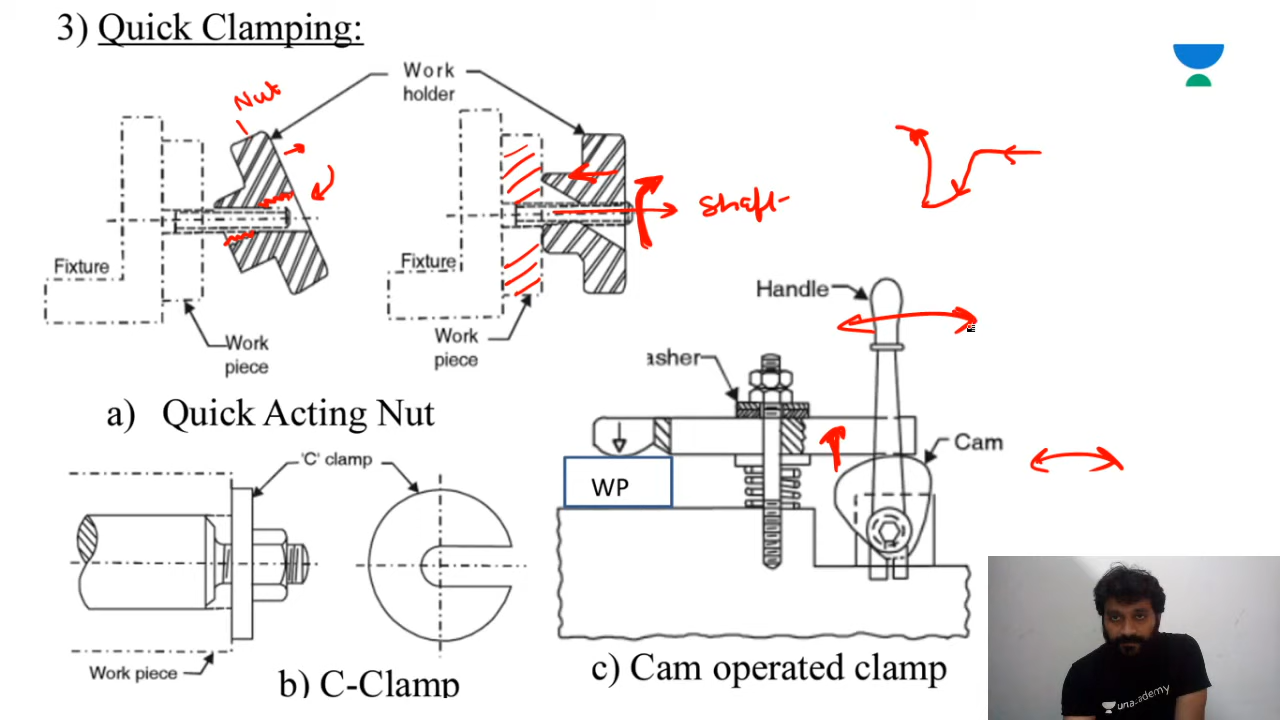 3) Quick Clamping:
Work
holder
Nut
Shaft
Fixture
Fixture
Work
piece
Work
piece
a) Quick Acting Nut
Handle
asher
Cam
WP
'C' clamp
Work piece
b) C-Clamp
c) Cam operated clamp
unacademy